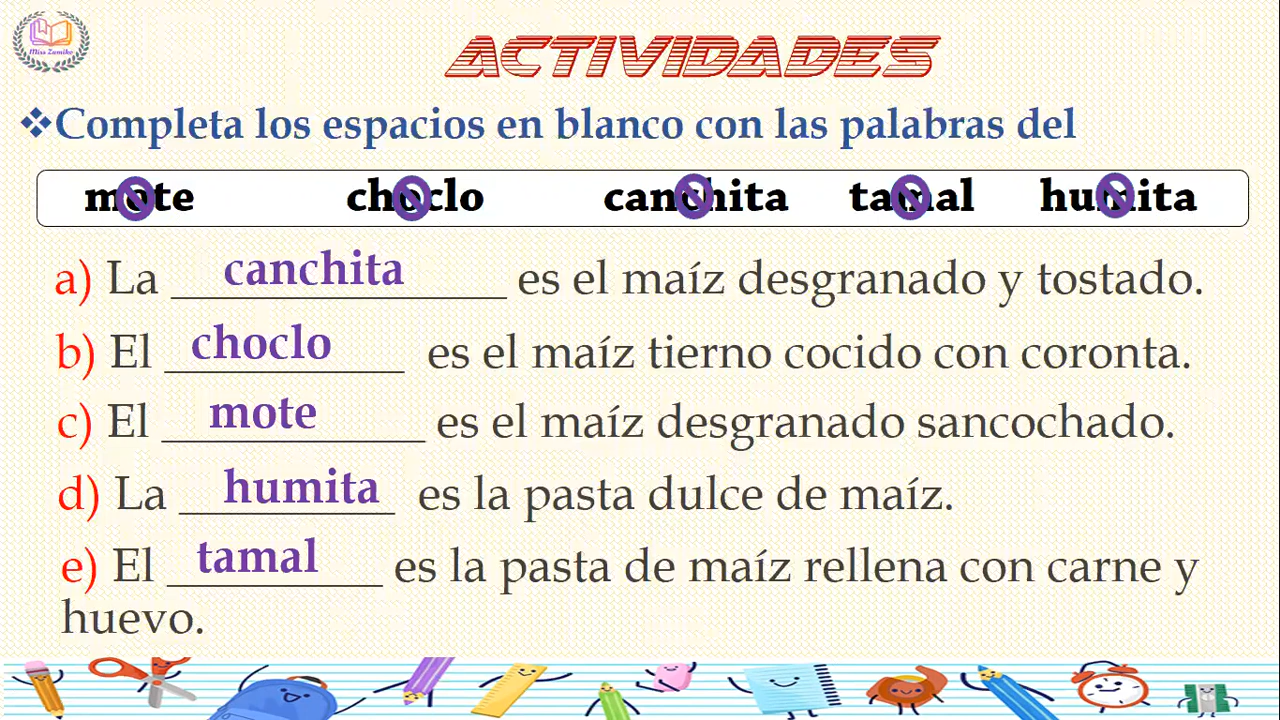 Miss Zumiko
ACTIVIDADES
❖Completa los espacios en blanco con las palabras del
mote choclo canchita tamal humita
a) La canchita es el maíz desgranado y tostado.
b) El choclo es el maíz tierno cocido con coronta.
c) El mote es el maíz desgranado sancochado.
d) La humita es la pasta dulce de maíz.
e) El tamal es la pasta de maíz rellena con carne y
huevo.